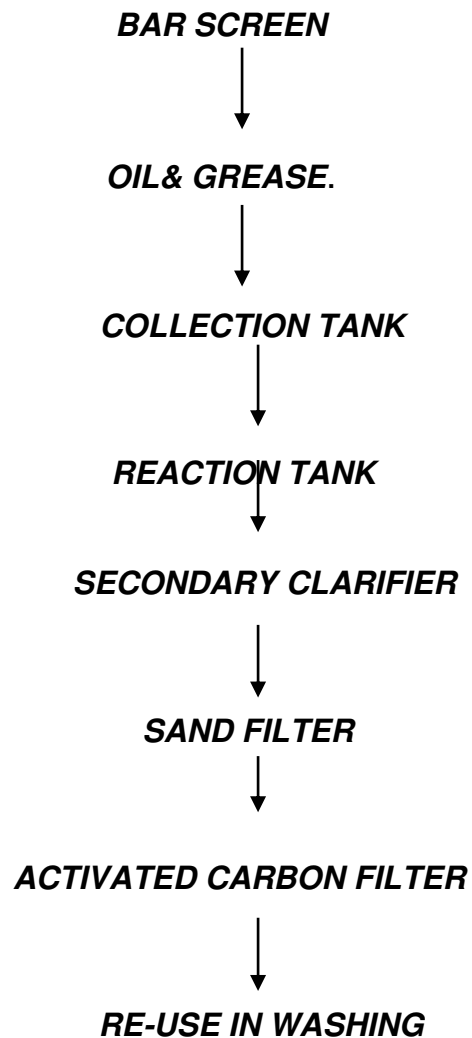 BAR SCREEN
OIL& GREASE.
COLLECTION TANK
REACTION TANK
SECONDARY CLARIFIER
SAND FILTER
ACTIVATED CARBON FILTER
RE-USE IN WASHING